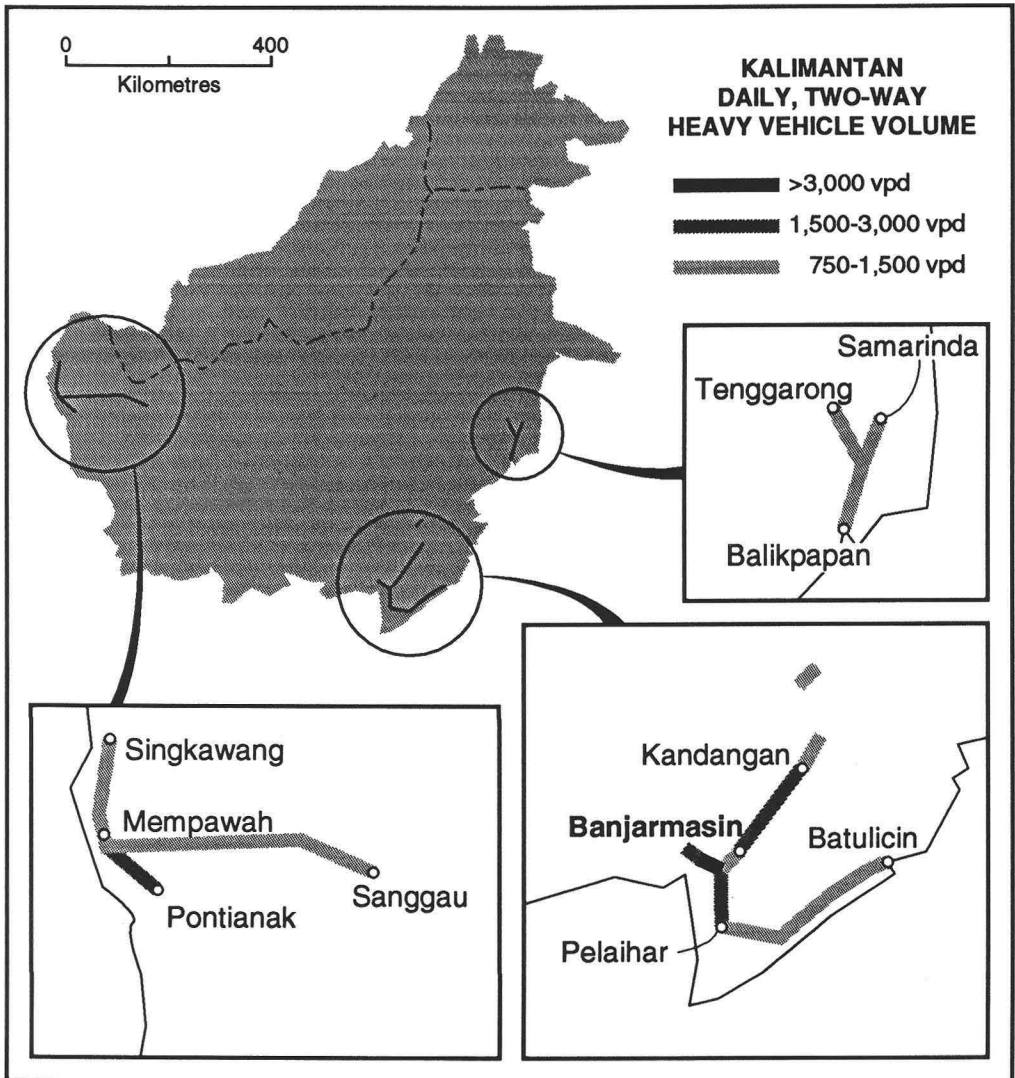 0 400
Kilometres
KALIMANTAN
DAILY, TWO-WAY
HEAVY VEHICLE VOLUME
>3,000 vpd
1,500-3,000 vpd
750-1,500 vpd
Samarinda
Tenggarong
Balikpapan
Singkawang
Mempawah
Sanggau
Pontianak
Kandangan
Banjarmasin
Batulicin
Pelaihar